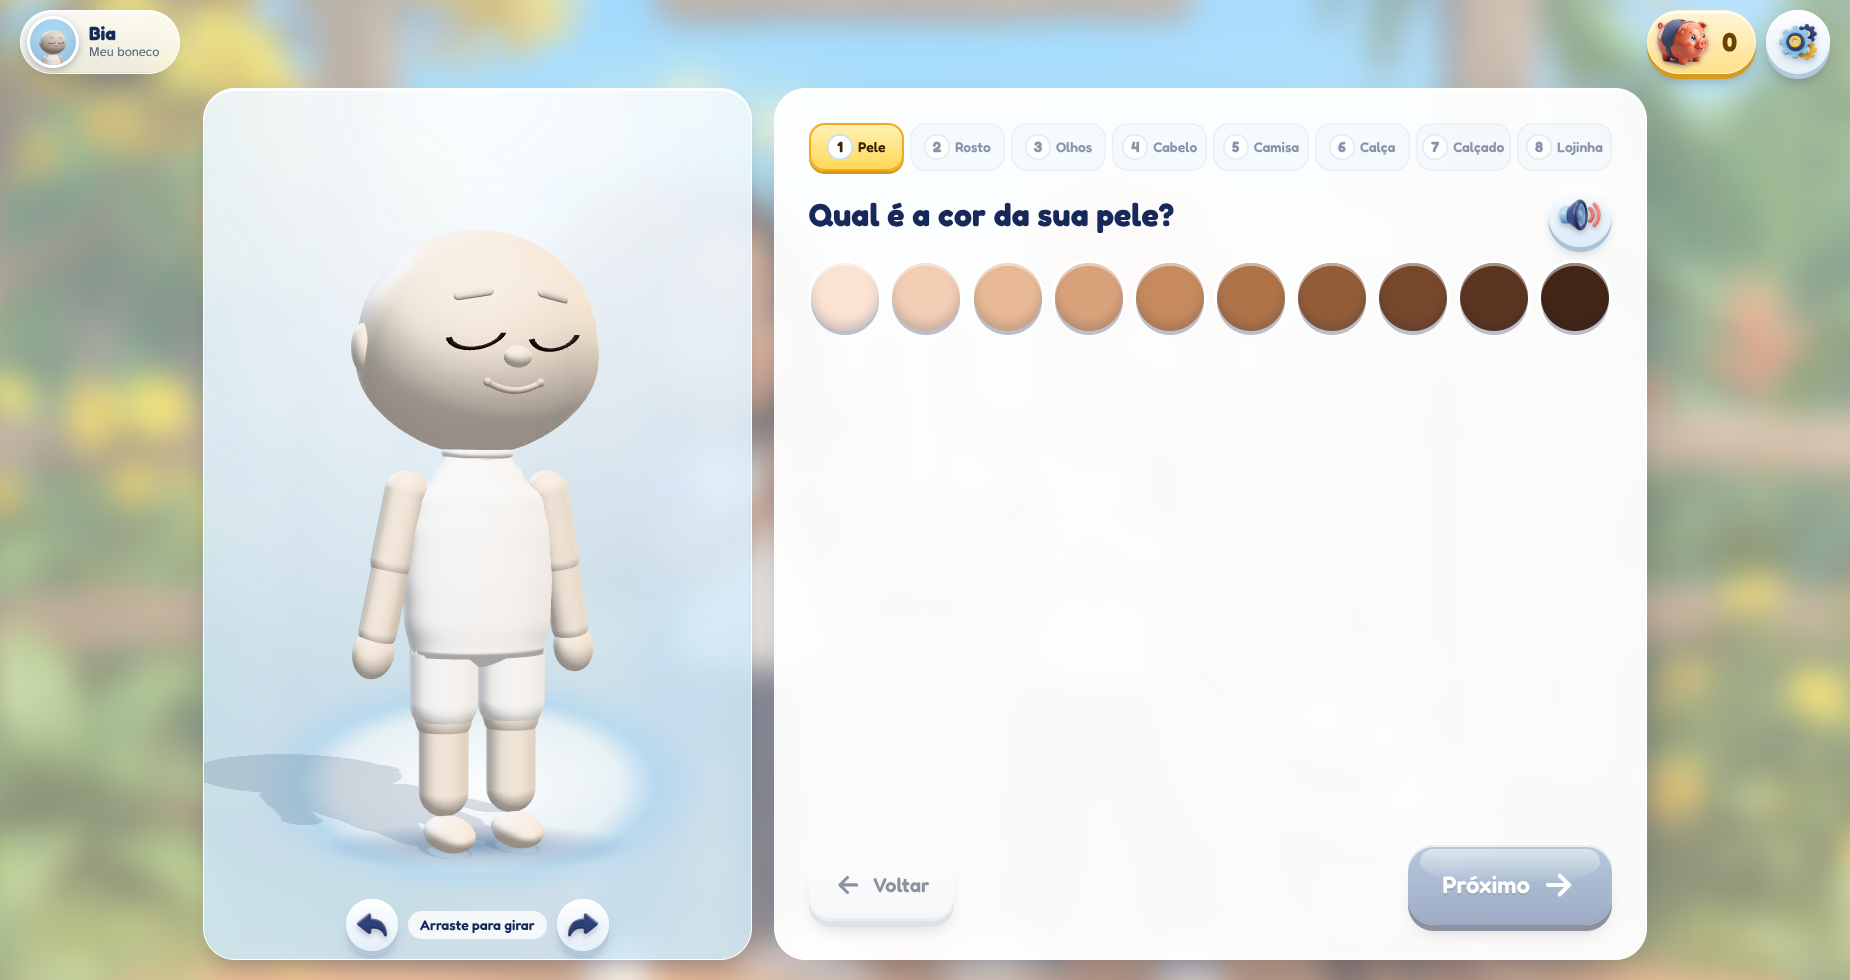 Bia
Meu boneco
0
1 Pele
2 Rosto
3 Olhos
4 Cabelo
5 Camisa
6 Calça
7 Calçado
8 Lojinha
Qual é a cor da sua pele?
Voltar
Próximo
Arraste para girar